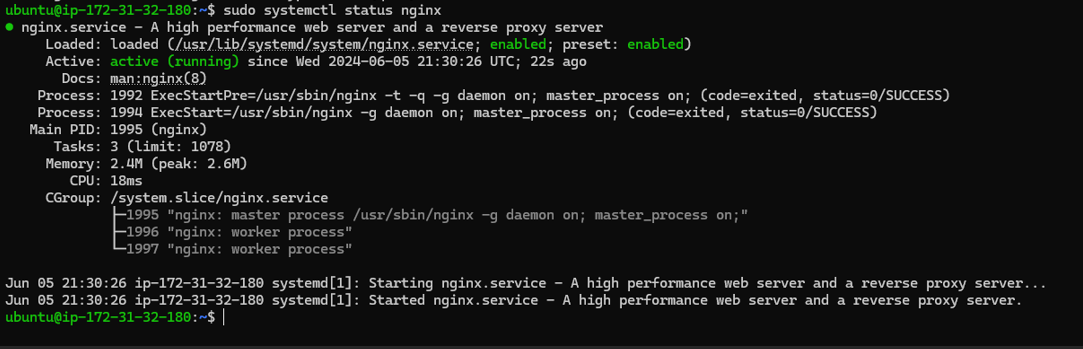 ubuntu@ip-172-31-32-180:~$ sudo systemctl status nginx
● nginx.service - A high performance web server and a reverse proxy server
     Loaded: loaded (/usr/lib/systemd/system/nginx.service; enabled; preset: enabled)
     Active: active (running) since Wed 2024-06-05 21:30:26 UTC; 22s ago
       Docs: man:nginx(8)
    Process: 1992 ExecStartPre=/usr/sbin/nginx -t -q -g daemon on; master_process on; (code=exited, status=0/SUCCESS)
    Process: 1994 ExecStart=/usr/sbin/nginx -g daemon on; master_process on; (code=exited, status=0/SUCCESS)
   Main PID: 1995 (nginx)
      Tasks: 3 (limit: 1078)
     Memory: 2.4M (peak: 2.6M)
        CPU: 18ms
     CGroup: /system.slice/nginx.service
             ├─1995 "nginx: master process /usr/sbin/nginx -g daemon on; master_process on;"
             ├─1996 "nginx: worker process"
             └─1997 "nginx: worker process"

Jun 05 21:30:26 ip-172-31-32-180 systemd[1]: Starting nginx.service - A high performance web server and a reverse proxy server...
Jun 05 21:30:26 ip-172-31-32-180 systemd[1]: Started nginx.service - A high performance web server and a reverse proxy server.
ubuntu@ip-172-31-32-180:~$